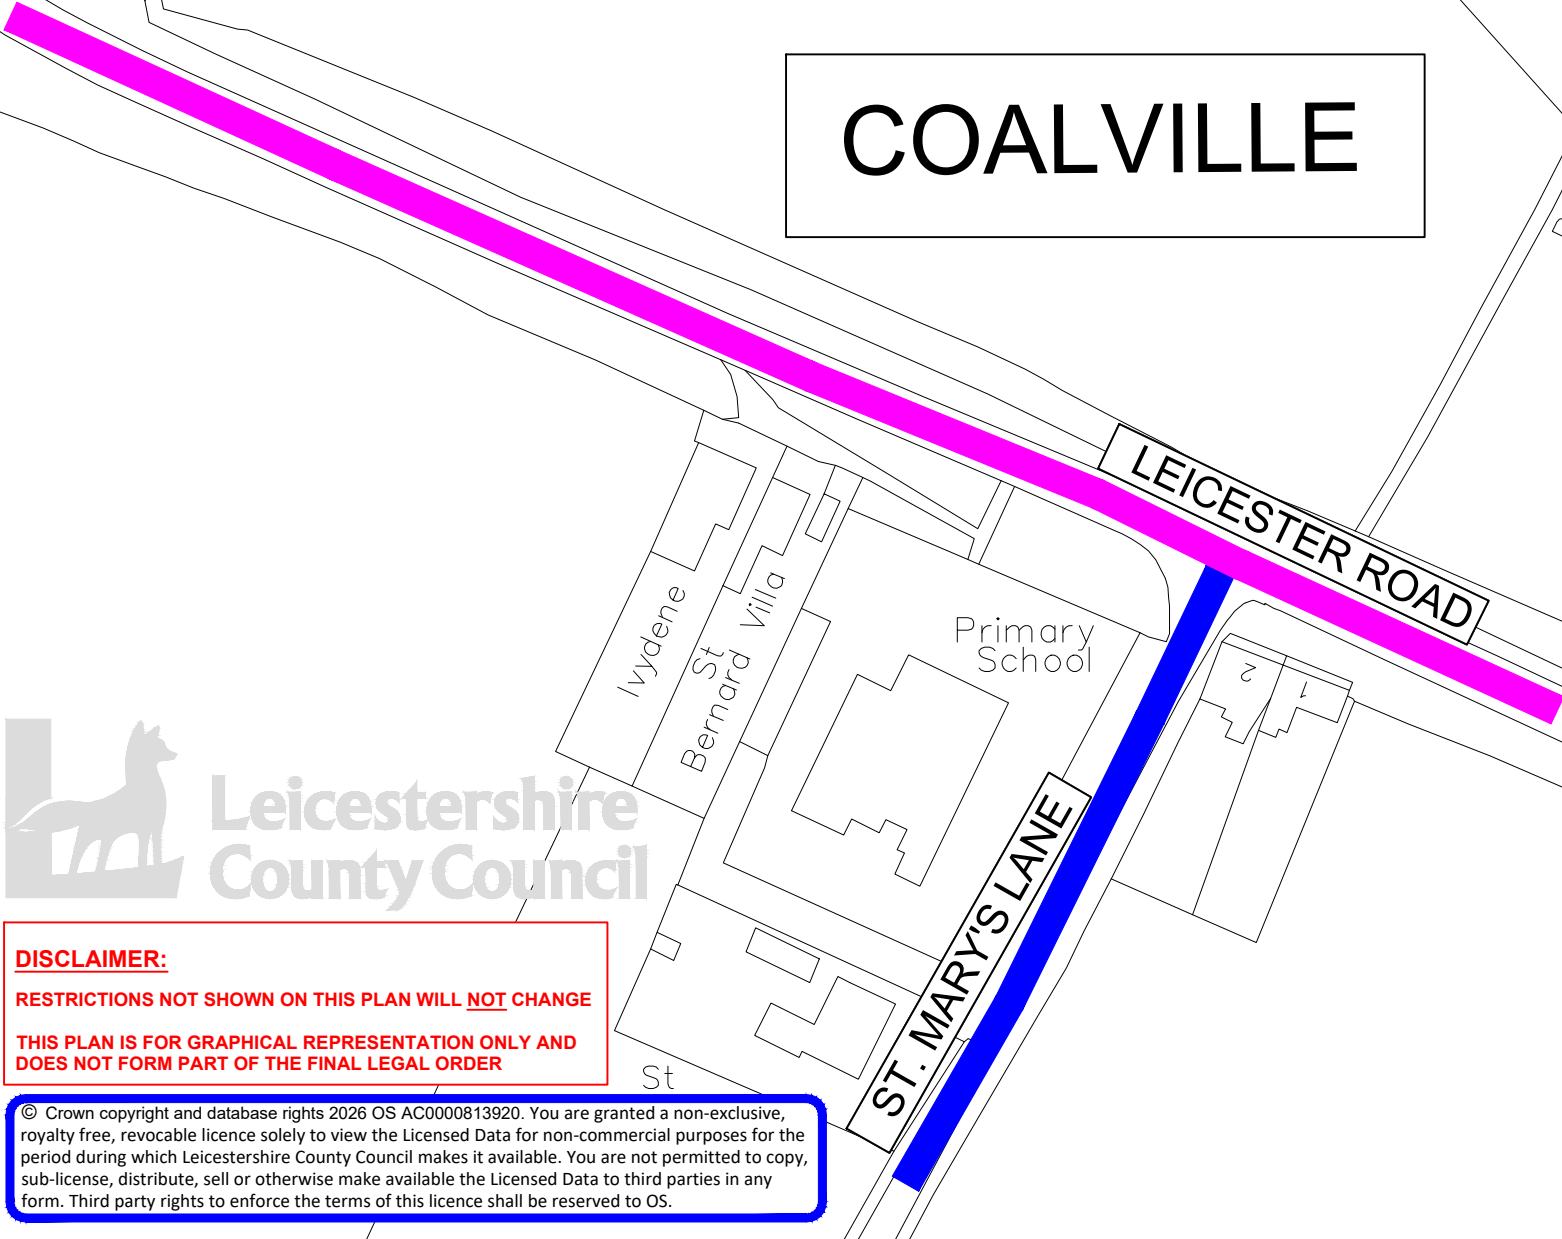 COALVILLE
LEICESTER ROAD
Primary
School
Ivydene
St
Bernard Villa
2
1
ST. MARY'S LANE
Leicestershire
County Council
DISCLAIMER:
RESTRICTIONS NOT SHOWN ON THIS PLAN WILL NOT CHANGE
THIS PLAN IS FOR GRAPHICAL REPRESENTATION ONLY AND
DOES NOT FORM PART OF THE FINAL LEGAL ORDER
St
© Crown copyright and database rights 2026 OS AC0000813920. You are granted a non-exclusive,
royalty free, revocable licence solely to view the Licensed Data for non-commercial purposes for the
period during which Leicestershire County Council makes it available. You are not permitted to copy,
sub-license, distribute, sell or otherwise make available the Licensed Data to third parties in any
form. Third party rights to enforce the terms of this licence shall be reserved to OS.